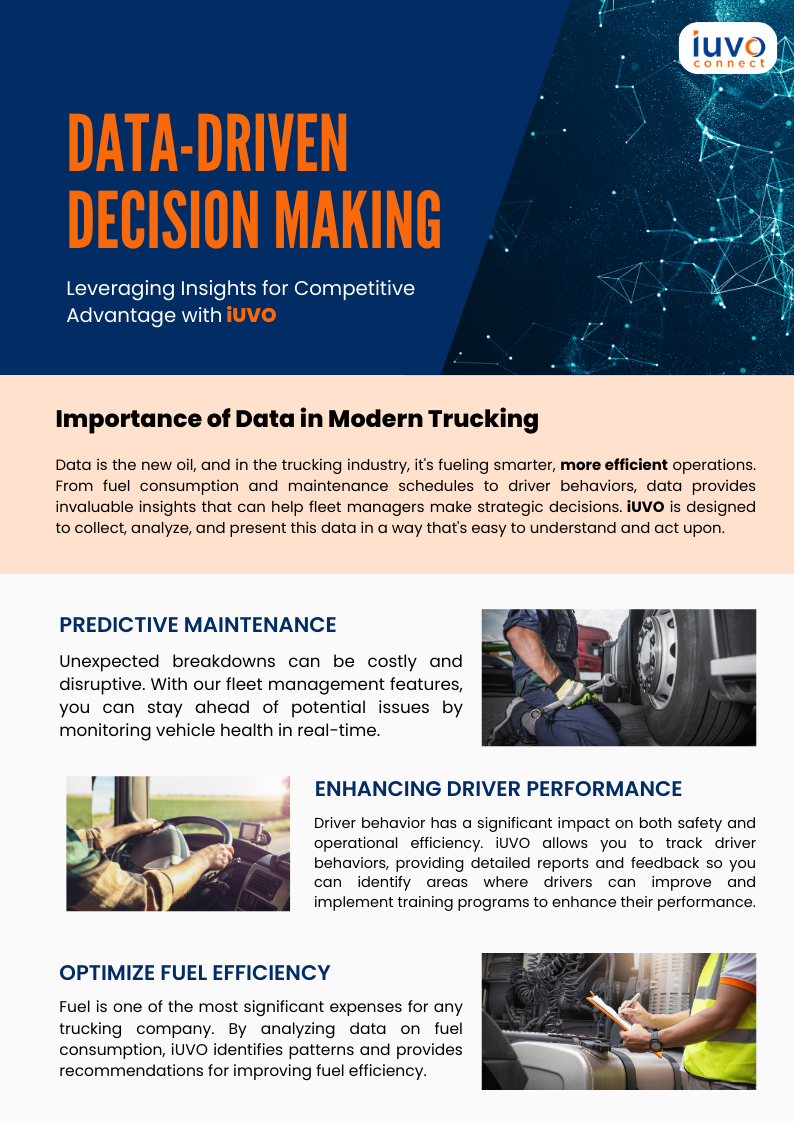 iuvo
connect
DATA-DRIVEN
DECISION MAKING
Leveraging Insights for Competitive
Advantage with iUVO
Importance of Data in Modern Trucking
Data is the new oil, and in the trucking industry, it's fueling smarter, more efficient operations.
From fuel consumption and maintenance schedules to driver behaviors, data provides
invaluable insights that can help fleet managers make strategic decisions. iUVO is designed
to collect, analyze, and present this data in a way that's easy to understand and act upon.
PREDICTIVE MAINTENANCE
Unexpected breakdowns can be costly and
disruptive. With our fleet management features,
you can stay ahead of potential issues by
monitoring vehicle health in real-time.
ENHANCING DRIVER PERFORMANCE
Driver behavior has a significant impact on both safety and
operational efficiency. iUVO allows you to track driver
behaviors, providing detailed reports and feedback so you
can identify areas where drivers can improve and
implement training programs to enhance their performance.
OPTIMIZE FUEL EFFICIENCY
Fuel is one of the most significant expenses for any
trucking company. By analyzing data on fuel
consumption, iUVO identifies patterns and provides
recommendations for improving fuel efficiency.